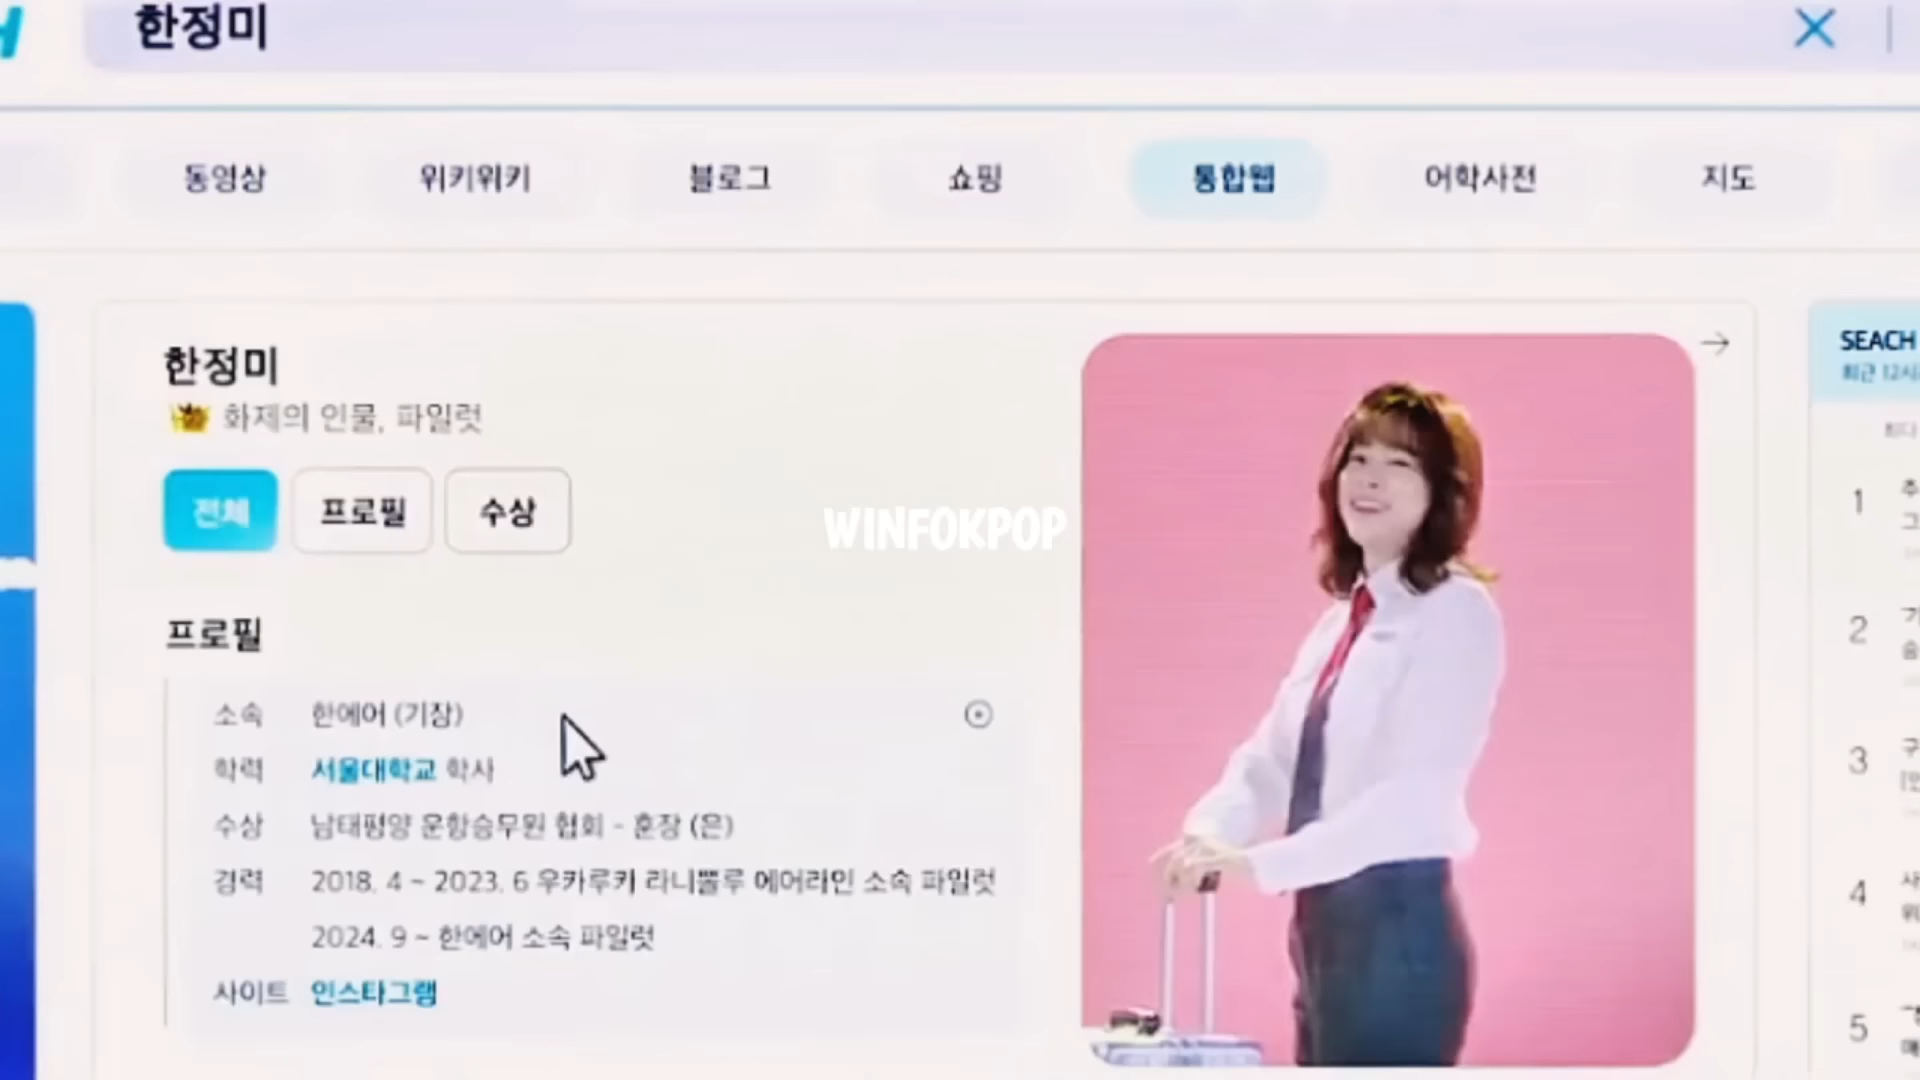 한정미
동영상 위키위키 블로그 쇼핑 통합웹 어학사전 지도
한정미
화제의 인물, 파일럿
전체 프로필 수상
WINFOKPOP
프로필
소속 한에어 (기장)
학력 서울대학교 학사
수상 남태평양 운항승무원 협회 - 훈장 (은)
경력 2018. 4 ~ 2023. 6 우카루키 라니뿔루 에어라인 소속 파일럿
2024. 9 ~ 한에어 소속 파일럿
사이트 인스타그램
SEACH
최근
1
2
3
4
5